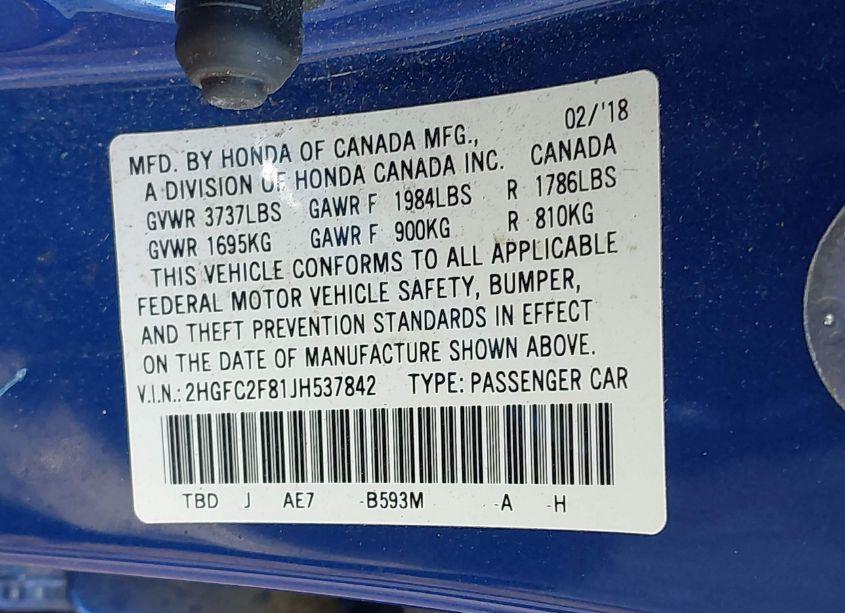 02/'18
MFD. BY HONDA OF CANADA MFG.,
A DIVISION OF HONDA CANADA INC. CANADA
GVWR 3737LBS GAWR F 1984LBS R 1786LBS
GVWR 1695KG GAWR F 900KG R 810KG
THIS VEHICLE CONFORMS TO ALL APPLICABLE
FEDERAL MOTOR VEHICLE SAFETY, BUMPER,
AND THEFT PREVENTION STANDARDS IN EFFECT
ON THE DATE OF MANUFACTURE SHOWN ABOVE.
V.I.N.: 2HGFC2F81JH537842 TYPE: PASSENGER CAR
TBD J AE7 -B593M -A -H